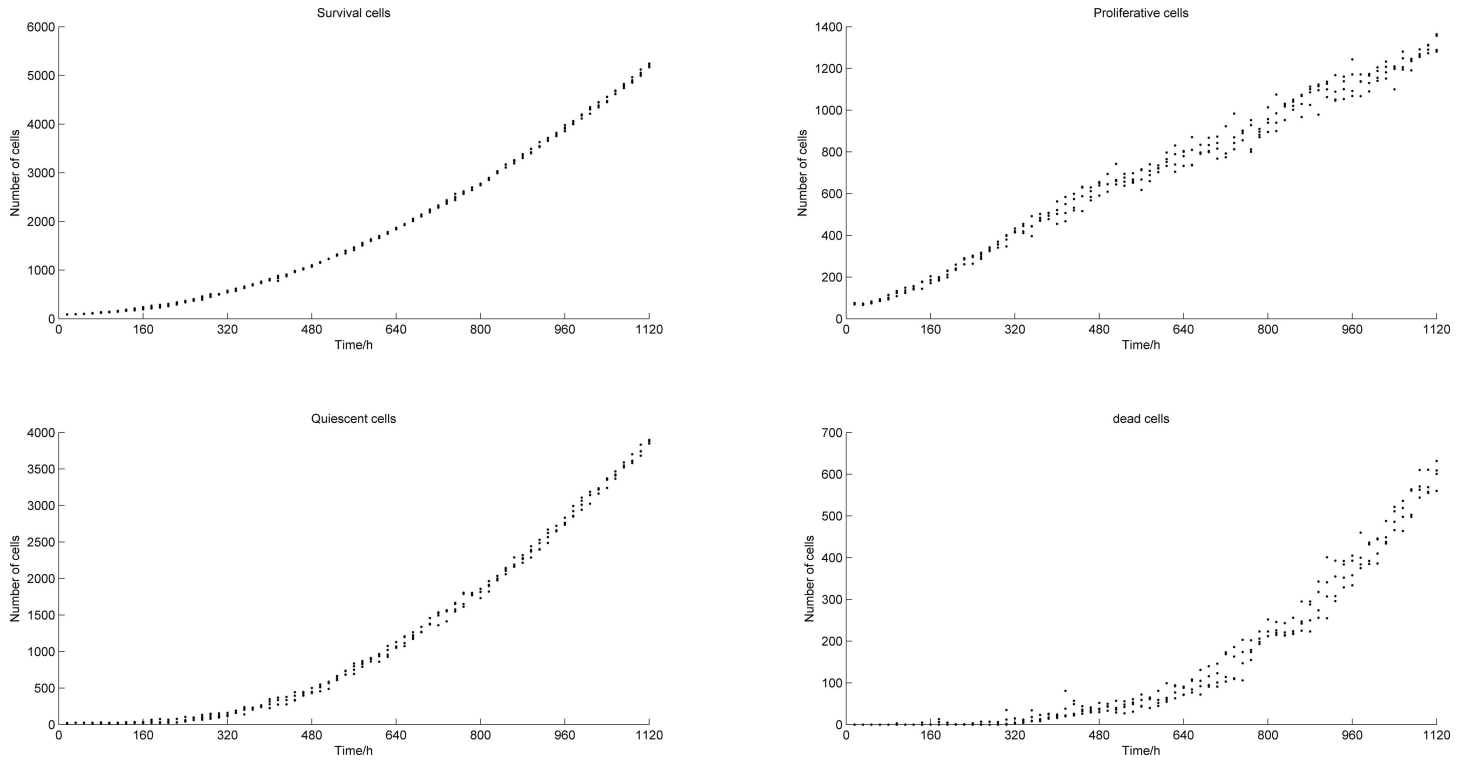 Survival cells
6000
5000
4000
3000
2000
1000
0
Number of cells
0 160 320 480 640 800 960 1120
Time/h
Proliferative cells
1400
1200
1000
800
600
400
200
0
Number of cells
0 160 320 480 640 800 960 1120
Time/h
Quiescent cells
4000
3500
3000
2500
2000
1500
1000
500
0
Number of cells
0 160 320 480 640 800 960 1120
Time/h
dead cells
700
600
500
400
300
200
100
0
Number of cells
0 160 320 480 640 800 960 1120
Time/h